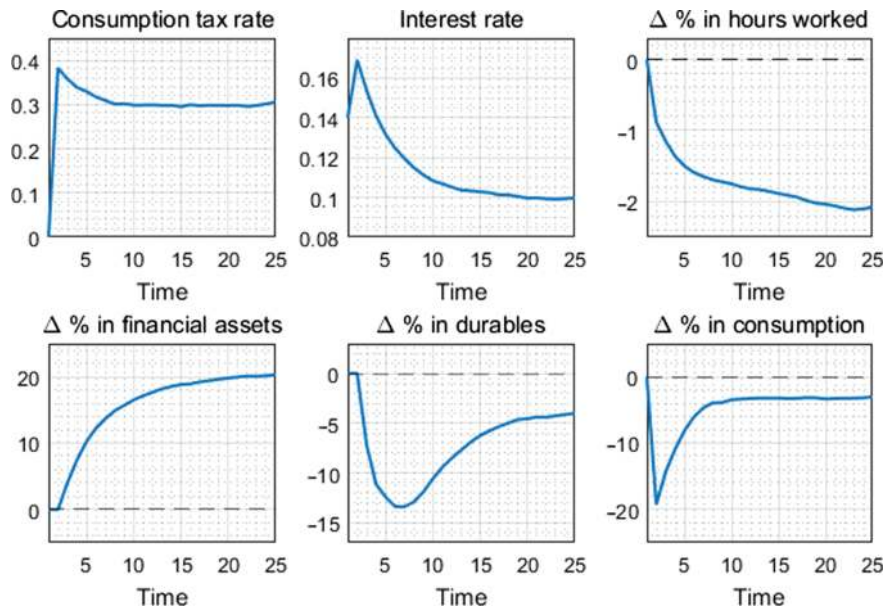 Consumption tax rate
0.4
0.3
0.2
0.1
0
5 10 15 20 25
Time
Interest rate
0.16
0.14
0.12
0.1
0.08
5 10 15 20 25
Time
Δ % in hours worked
0
−1
−2
5 10 15 20 25
Time
Δ % in financial assets
20
10
0
5 10 15 20 25
Time
Δ % in durables
0
−5
−10
−15
5 10 15 20 25
Time
Δ % in consumption
0
−10
−20
5 10 15 20 25
Time